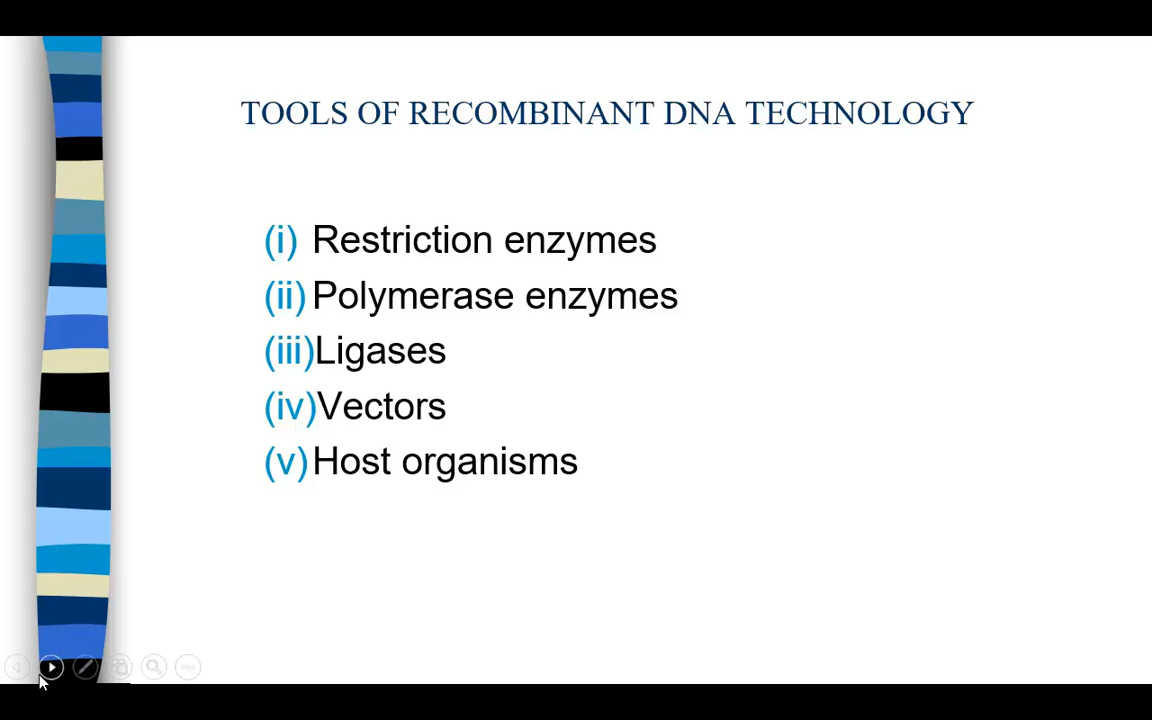 TOOLS OF RECOMBINANT DNA TECHNOLOGY
(i) Restriction enzymes
(ii) Polymerase enzymes
(iii)Ligases
(iv)Vectors
(v) Host organisms